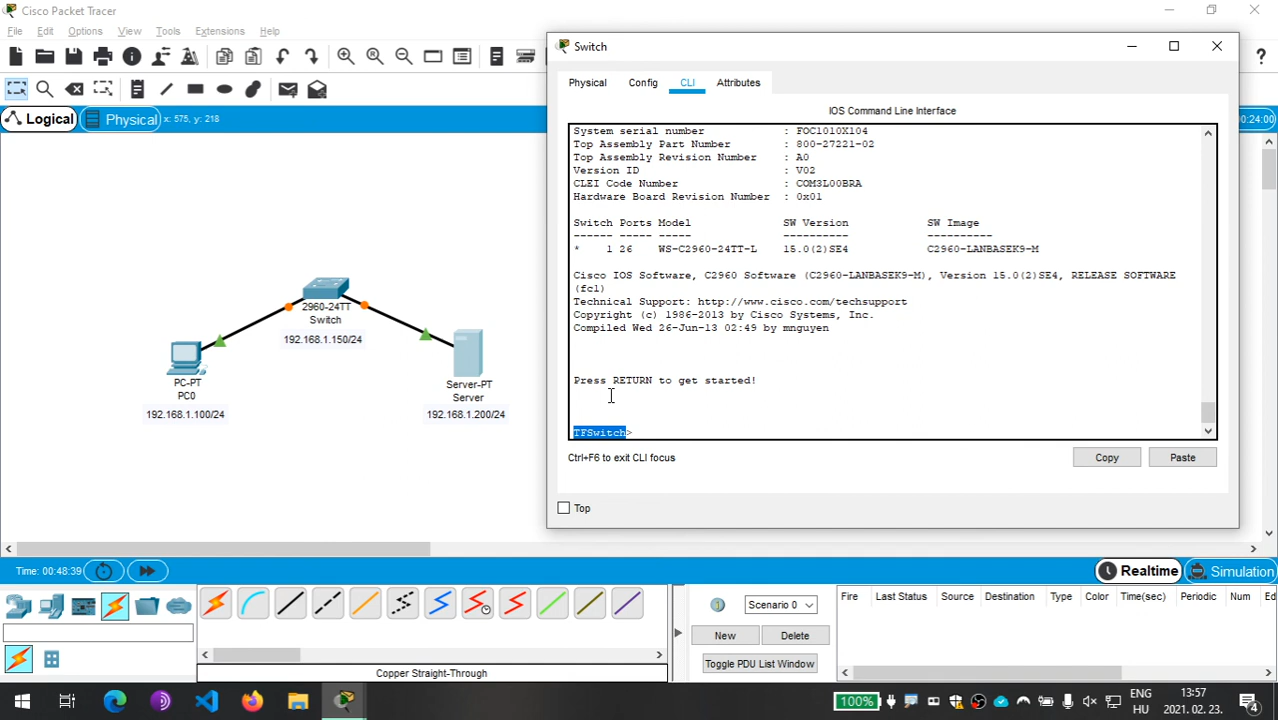 Cisco Packet Tracer
File Edit Options View Tools Extensions Help
Logical
Physical
x: 575, y: 218
:00:24:00
2960-24TT
Switch
192.168.1.150/24
PC-PT
PC0
192.168.1.100/24
Server-PT
Server
192.168.1.200/24
Switch
Physical Config CLI Attributes
IOS Command Line Interface
System serial number : FOC1010X104
Top Assembly Part Number : 800-27221-02
Top Assembly Revision Number : A0
Version ID : V02
CLEI Code Number : COM3L00BRA
Hardware Board Revision Number : 0x01
Switch Ports Model SW Version SW Image
------ ----- ----- ---------- ----------
* 1 26 WS-C2960-24TT-L 15.0(2)SE4 C2960-LANBASEK9-M
Cisco IOS Software, C2960 Software (C2960-LANBASEK9-M), Version 15.0(2)SE4, RELEASE SOFTWARE
(fc1)
Technical Support: http://www.cisco.com/techsupport
Copyright (c) 1986-2013 by Cisco Systems, Inc.
Compiled Wed 26-Jun-13 02:49 by mnguyen
Press RETURN to get started!
TFSwitch>
Ctrl+F6 to exit CLI focus
Copy
Paste
Top
Time: 00:48:39
Realtime
Simulation
Scenario 0
New
Delete
Toggle PDU List Window
Fire Last Status Source Destination Type Color Time(sec) Periodic Num Ed
Copper Straight-Through
100%
ENG
HU
13:57
2021. 02. 23.
4